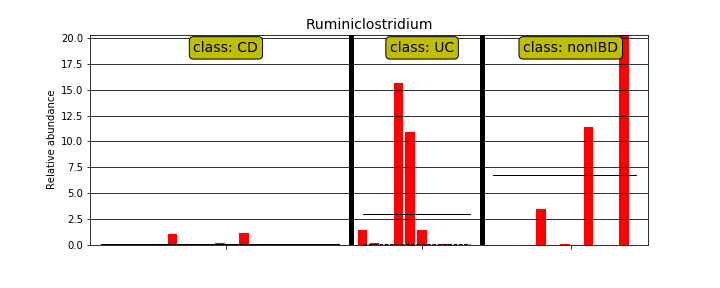 Ruminiclostridium
class: CD
class: UC
class: nonIBD
Relative abundance
20.0
17.5
15.0
12.5
10.0
7.5
5.0
2.5
0.0